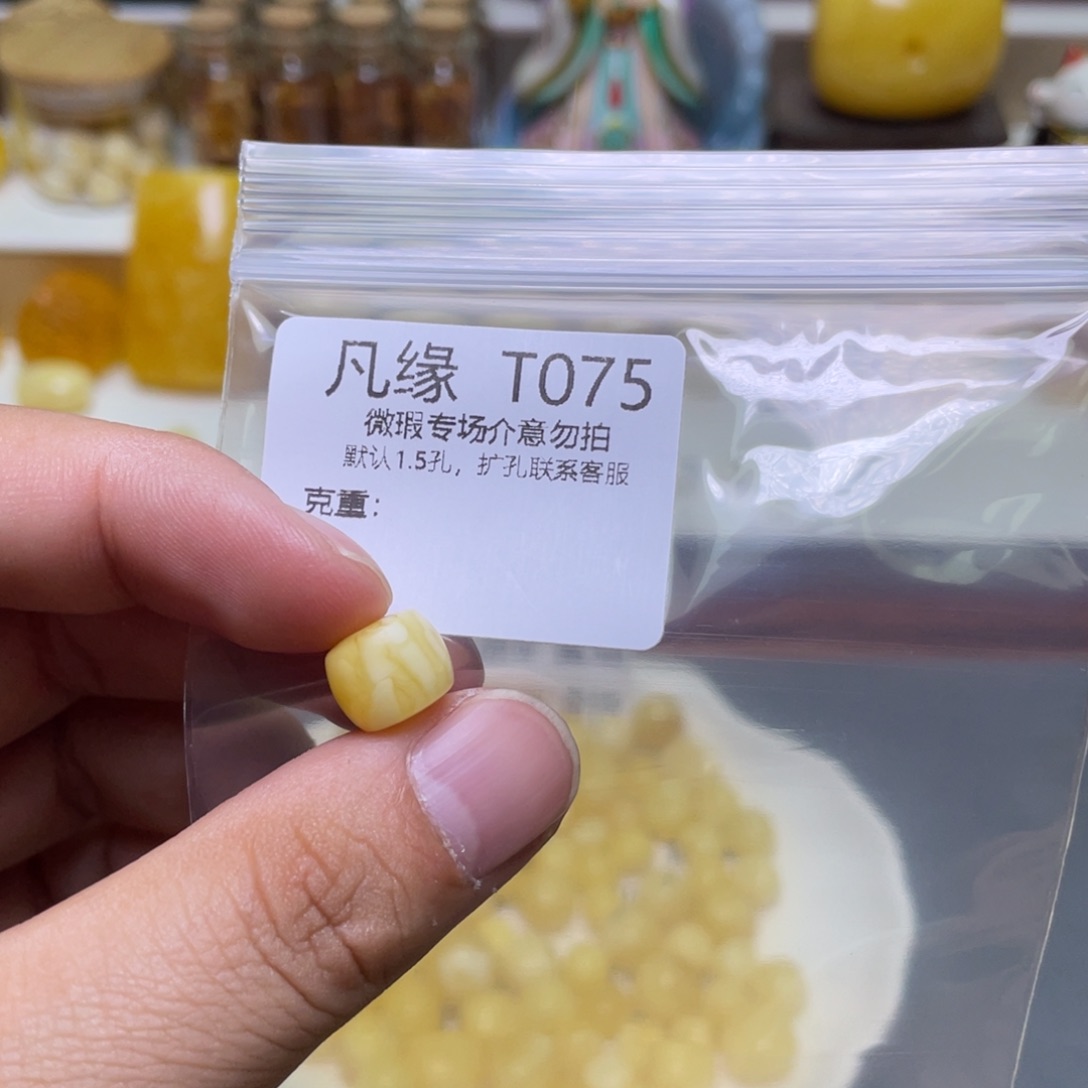 凡缘 T075
微瑕专场介意勿拍
默认1.5孔，扩孔联系客服
克重：